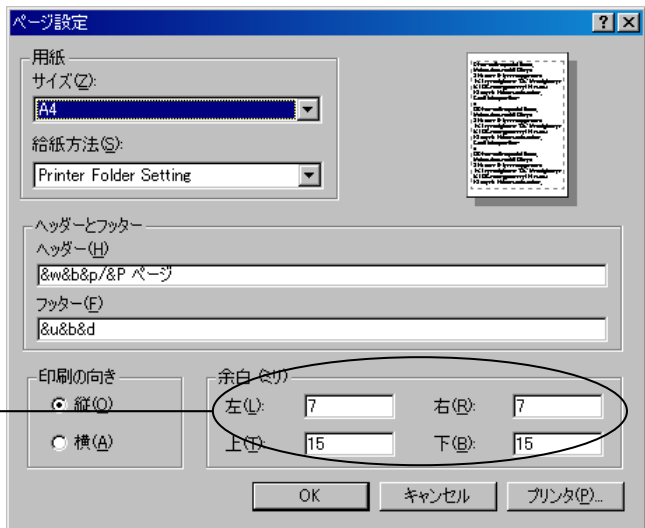 ページ設定
用紙
サイズ(Z):
A4
給紙方法(S):
Printer Folder Setting
ヘッダーとフッター
ヘッダー(H)
&w&b&p/&P ページ
フッター(F)
&u&b&d
印刷の向き
縦(O)
横(A)
余白 (ミリ)
左(L): 7 右(R): 7
上(T): 15 下(B): 15
OK キャンセル プリンタ(P)...